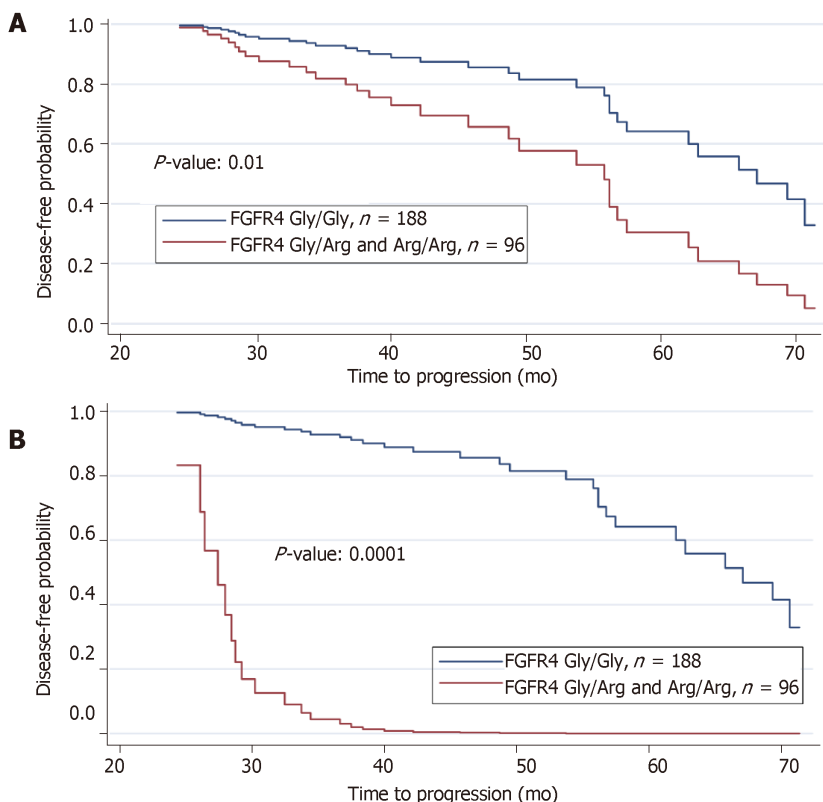 A
Disease-free probability
1.0
0.8
0.6
0.4
0.2
0.0
P-value: 0.01
FGFR4 Gly/Gly, n = 188
FGFR4 Gly/Arg and Arg/Arg, n = 96
20 30 40 50 60 70
Time to progression (mo)
B
Disease-free probability
1.0
0.8
0.6
0.4
0.2
0.0
P-value: 0.0001
FGFR4 Gly/Gly, n = 188
FGFR4 Gly/Arg and Arg/Arg, n = 96
20 30 40 50 60 70
Time to progression (mo)